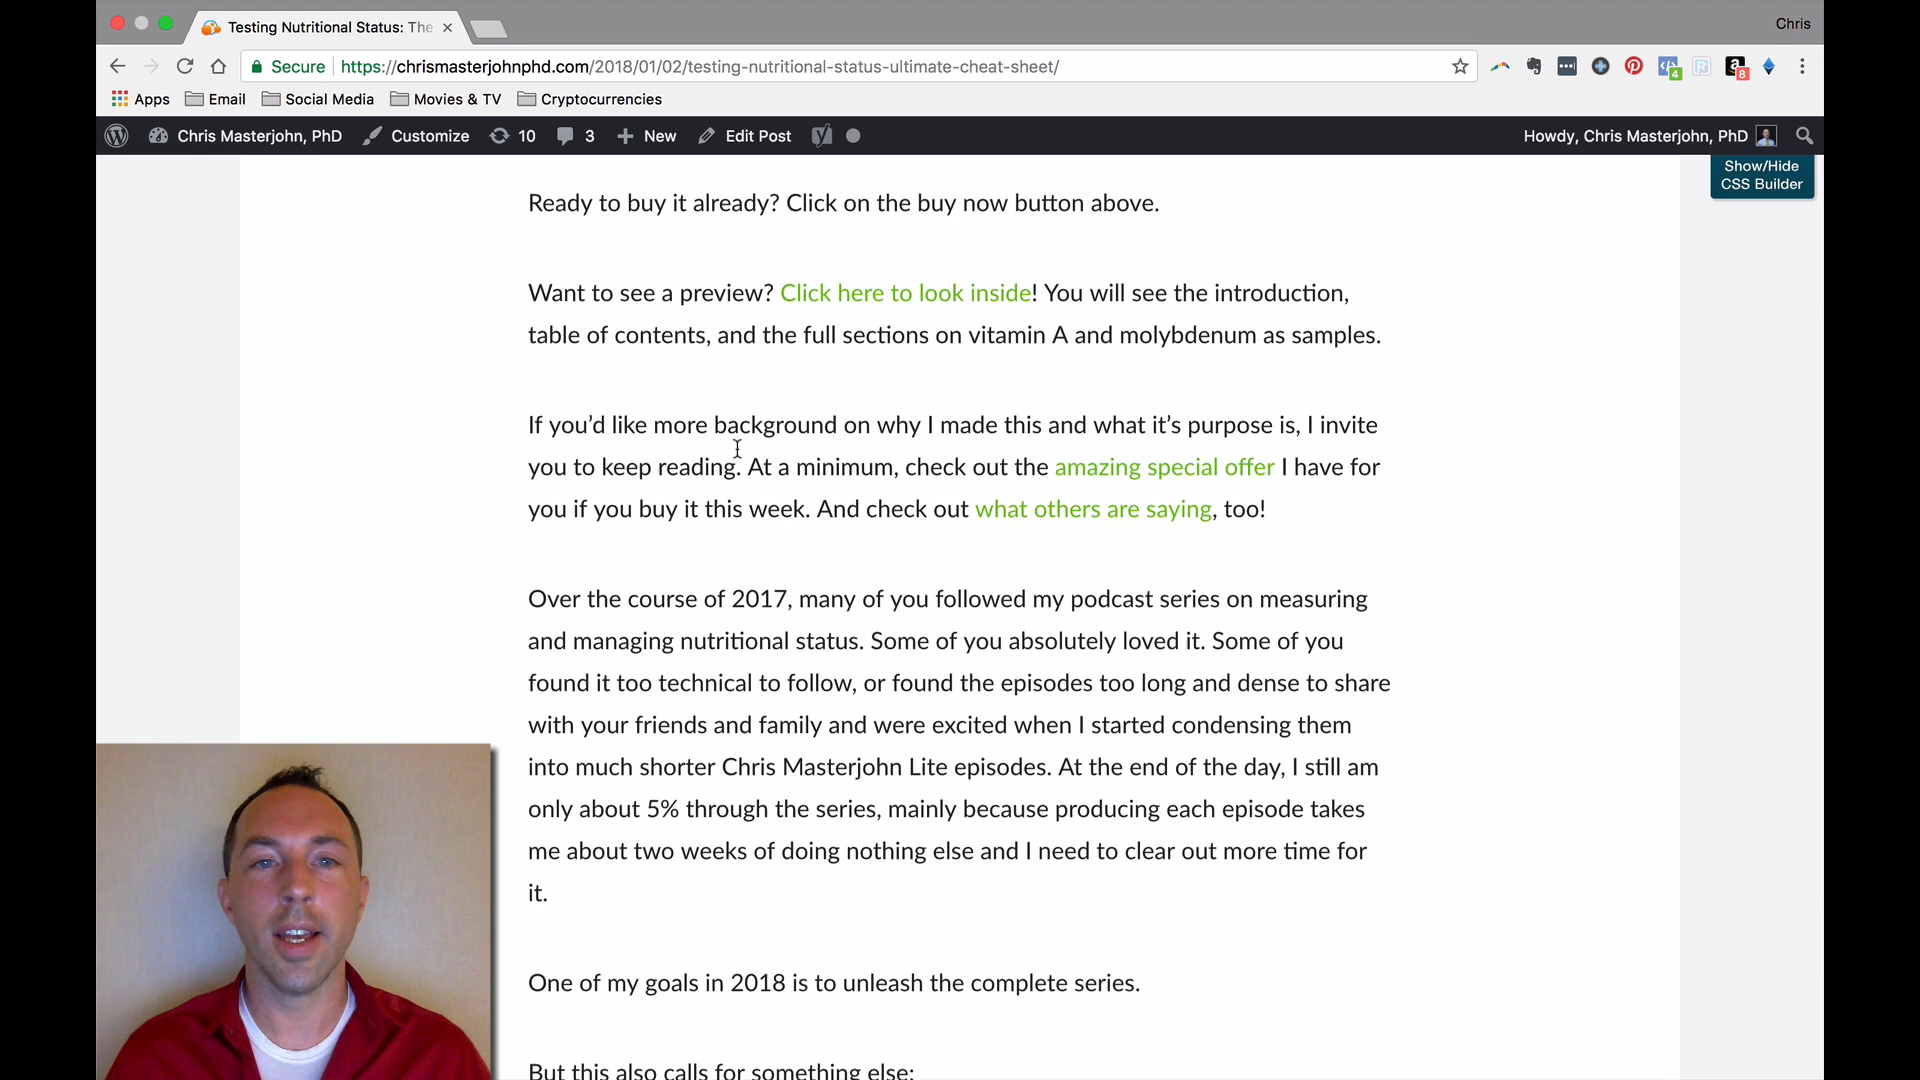 Testing Nutritional Status: The
Chris
Secure
https://chrismasterjohnphd.com/2018/01/02/testing-nutritional-status-ultimate-cheat-sheet/
4
8
Apps
Email
Social Media
Movies & TV
Cryptocurrencies
Chris Masterjohn, PhD
Customize
10
3
New
Edit Post
Howdy, Chris Masterjohn, PhD
Show/Hide
CSS Builder
Ready to buy it already? Click on the buy now button above.
Want to see a preview? Click here to look inside! You will see the introduction,
table of contents, and the full sections on vitamin A and molybdenum as samples.
If you’d like more background on why I made this and what it’s purpose is, I invite
you to keep reading. At a minimum, check out the amazing special offer I have for
you if you buy it this week. And check out what others are saying, too!
Over the course of 2017, many of you followed my podcast series on measuring
and managing nutritional status. Some of you absolutely loved it. Some of you
found it too technical to follow, or found the episodes too long and dense to share
with your friends and family and were excited when I started condensing them
into much shorter Chris Masterjohn Lite episodes. At the end of the day, I still am
only about 5% through the series, mainly because producing each episode takes
me about two weeks of doing nothing else and I need to clear out more time for
it.
One of my goals in 2018 is to unleash the complete series.
But this also calls for something else: